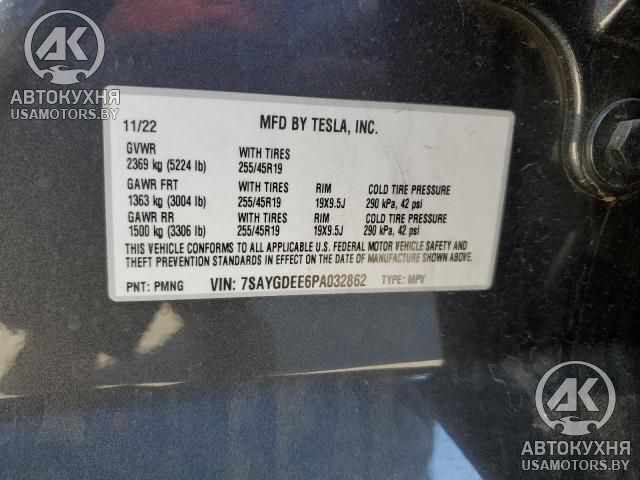 AK
АВТОКУХНЯ
USAMOTORS.BY
11/22 MFD BY TESLA, INC.
GVWR WITH TIRES
2369 kg (5224 lb) 255/45R19
GAWR FRT WITH TIRES RIM COLD TIRE PRESSURE
1363 kg (3004 lb) 255/45R19 19X9.5J 290 kPa, 42 psi
GAWR RR WITH TIRES RIM COLD TIRE PRESSURE
1500 kg (3306 lb) 255/45R19 19X9.5J 290 kPa, 42 psi
THIS VEHICLE CONFORMS TO ALL APPLICABLE U.S. FEDERAL MOTOR VEHICLE SAFETY AND
THEFT PREVENTION STANDARDS IN EFFECT ON THE DATE OF MANUFACTURE SHOWN ABOVE.
PNT: PMNG VIN: 7SAYGDEE6PA032862 TYPE: MPV
AK
АВТОКУХНЯ
USAMOTORS.BY